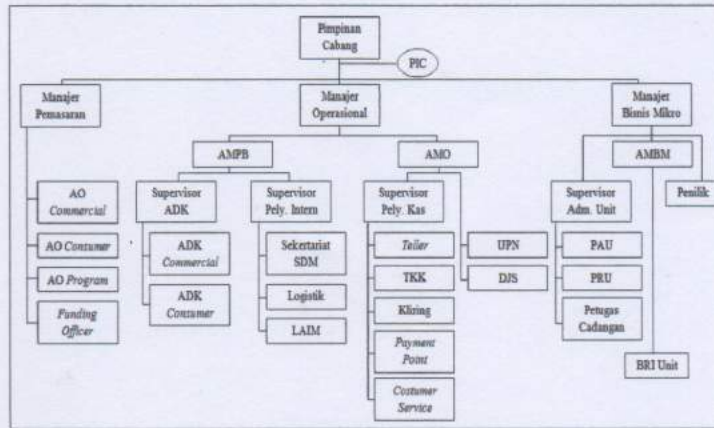 Pimpinan
Cabang
PIC
Manajer
Pemasaran
Manajer
Operasional
Manajer
Bisnis Mikro
AMPB
AMO
AMBM
Penilik
AO
Commercial
AO Consumer
AO Program
Funding
Officer
Supervisor
ADK
ADK
Commercial
ADK
Consumer
Supervisor
Pely. Intern
Sekertariat
SDM
Logistik
LAIM
Supervisor
Pely. Kas
Teller
TKK
Kliring
Payment
Point
Costumer
Service
UPN
DJS
Supervisor
Adm. Unit
PAU
PRU
Petugas
Cadangan
BRI Unit